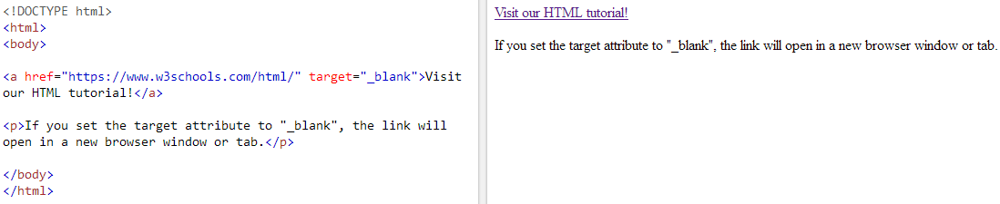 <!DOCTYPE html>
<html>
<body>
<a href="https://www.w3schools.com/html/" target="_blank">Visit
our HTML tutorial!</a>
<p>If you set the target attribute to "_blank", the link will
open in a new browser window or tab.</p>
</body>
</html>
Visit our HTML tutorial!
If you set the target attribute to "_blank", the link will open in a new browser window or tab.